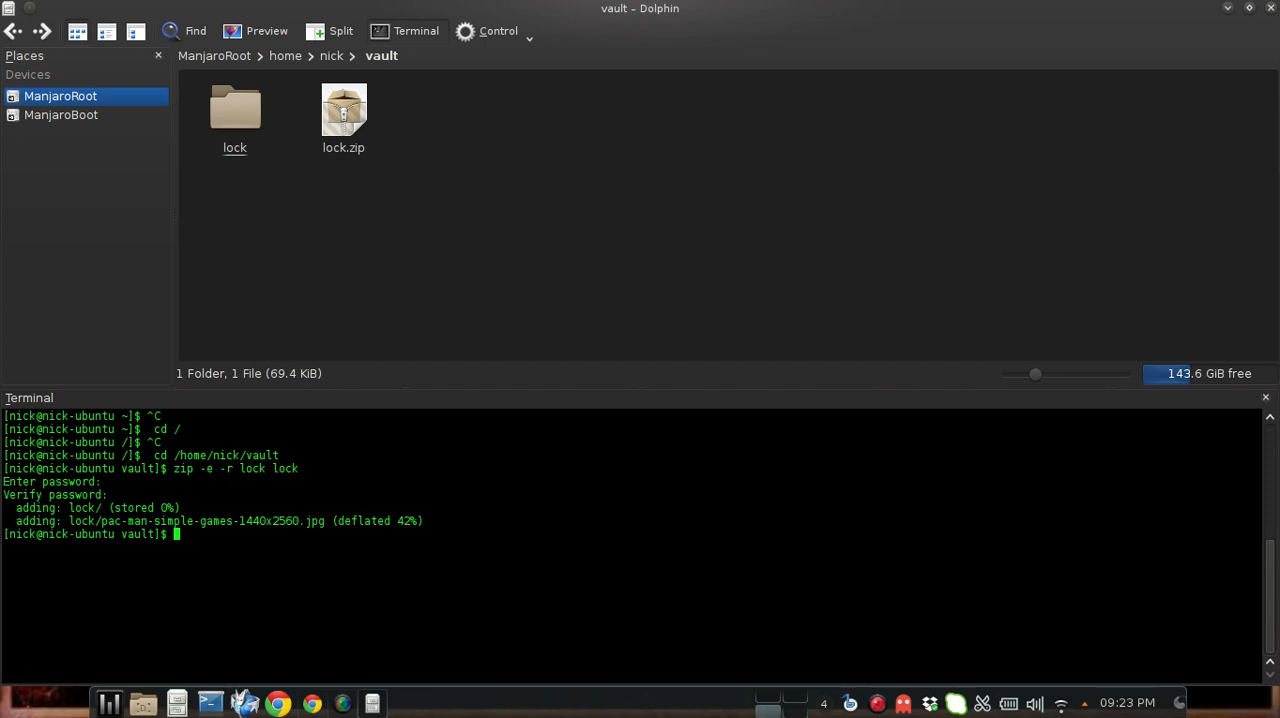 vault – Dolphin
Find Preview Split Terminal Control
Places
ManjaroRoot > home > nick > vault
Devices
ManjaroRoot
ManjaroBoot
lock
lock.zip
1 Folder, 1 File (69.4 KiB)
143.6 GiB free
Terminal
[nick@nick-ubuntu ~]$ ^C
[nick@nick-ubuntu ~]$  cd /
[nick@nick-ubuntu /]$ ^C
[nick@nick-ubuntu /]$  cd /home/nick/vault
[nick@nick-ubuntu vault]$ zip -e -r lock lock
Enter password:
Verify password:
  adding: lock/ (stored 0%)
  adding: lock/pac-man-simple-games-1440x2560.jpg (deflated 42%)
[nick@nick-ubuntu vault]$
4
09:23 PM